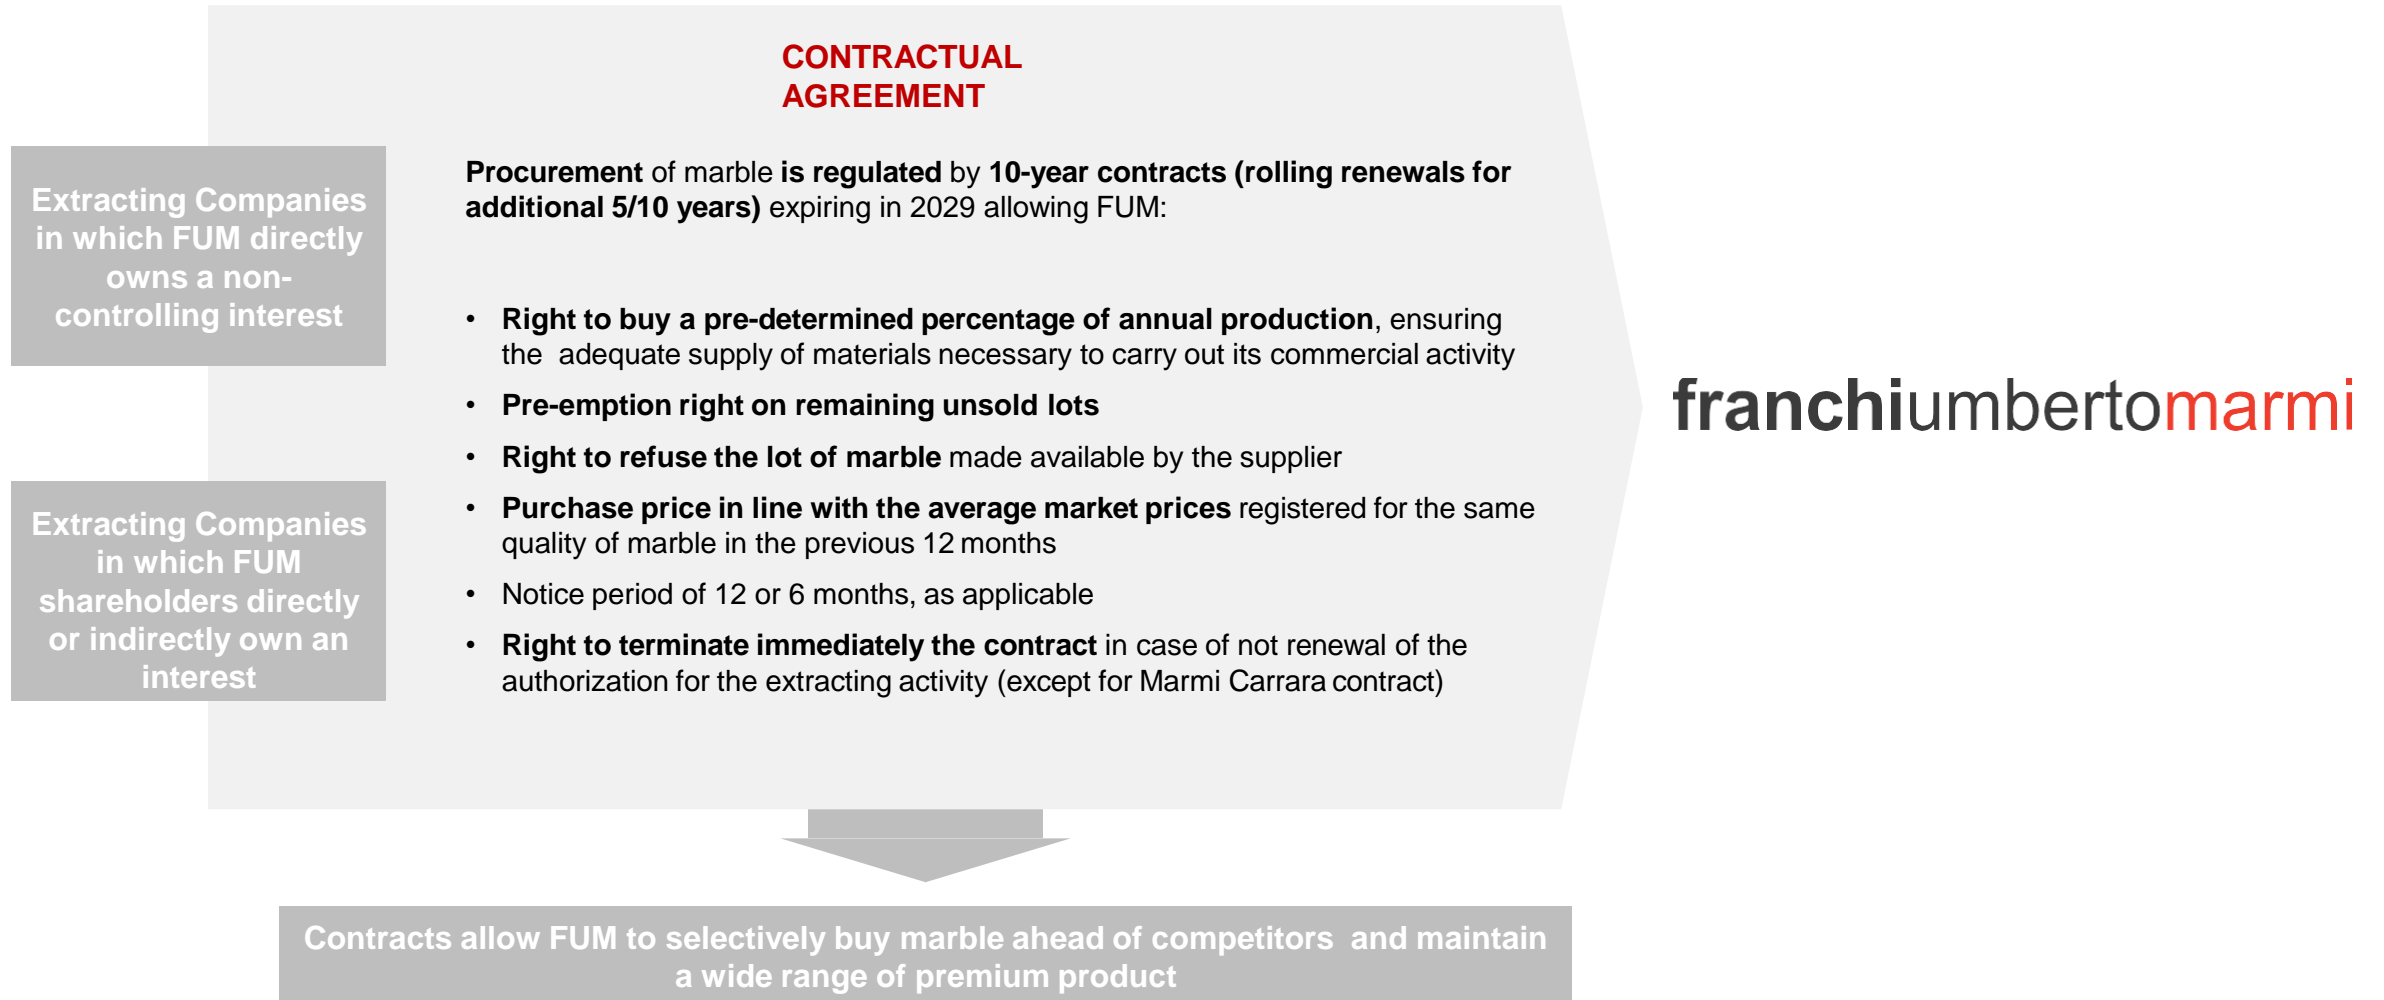 CONTRACTUAL
AGREEMENT
Extracting Companies
in which FUM directly
owns a non-
controlling interest
Extracting Companies
in which FUM
shareholders directly
or indirectly own an
interest
Procurement of marble is regulated by 10-year contracts (rolling renewals for
additional 5/10 years) expiring in 2029 allowing FUM:
• Right to buy a pre-determined percentage of annual production, ensuring
the adequate supply of materials necessary to carry out its commercial activity
• Pre-emption right on remaining unsold lots
• Right to refuse the lot of marble made available by the supplier
• Purchase price in line with the average market prices registered for the same
quality of marble in the previous 12 months
• Notice period of 12 or 6 months, as applicable
• Right to terminate immediately the contract in case of not renewal of the
authorization for the extracting activity (except for Marmi Carrara contract)
franchiumbertomarmi
Contracts allow FUM to selectively buy marble ahead of competitors and maintain
a wide range of premium product